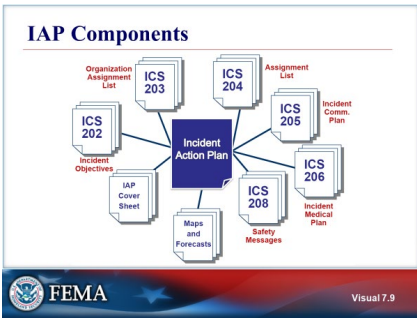 IAP Components
Organization
Assignment
List
ICS
203
ICS
204
Assignment
List
ICS
202
Incident
Objectives
ICS
205
Incident
Comm.
Plan
Incident
Action Plan
ICS
206
Incident
Medical
Plan
IAP
Cover
Sheet
Maps
and
Forecasts
ICS
208
Safety
Messages
FEMA
Visual 7.9